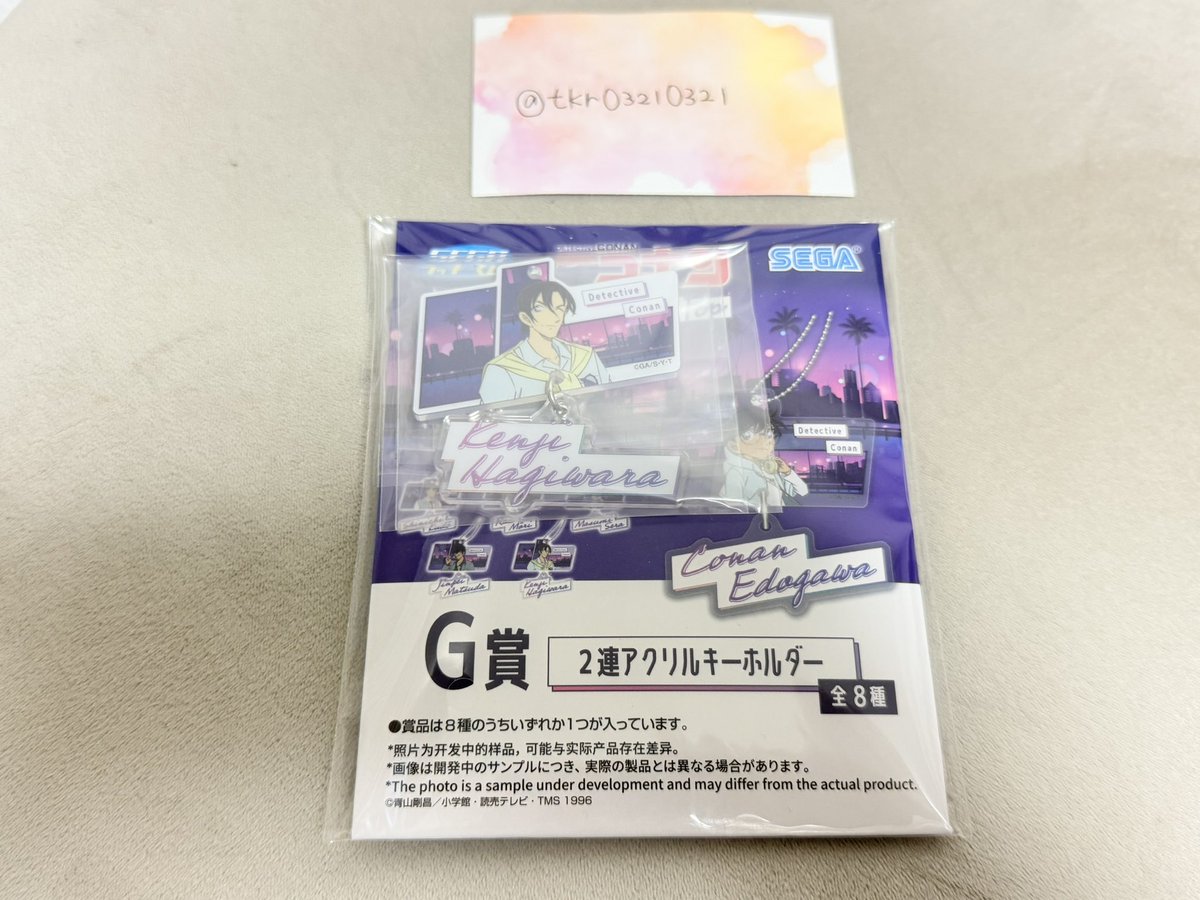 @tkr03210321
SEGA
CONAN
Detective
Conan
©GA/S・Y・T
Kenji
Hagiwara
Detective
Conan
Mori
Masumi
Sera
Jinpei
Matsuda
Kenji
Hagiwara
Conan
Edogawa
G賞
2連アクリルキーホルダー
全8種
●賞品は8種のうちいずれか1つが入っています。
*照片为开发中的样品，可能与实际产品存在差异。
*画像は開発中のサンプルにつき、実際の製品とは異なる場合があります。
*The photo is a sample under development and may differ from the actual product.
©青山剛昌／小学館・読売テレビ・TMS 1996